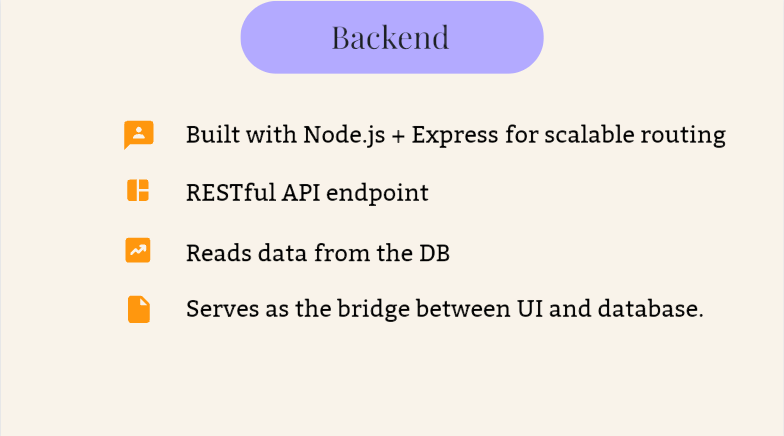 Backend
Built with Node.js + Express for scalable routing
RESTful API endpoint
Reads data from the DB
Serves as the bridge between UI and database.